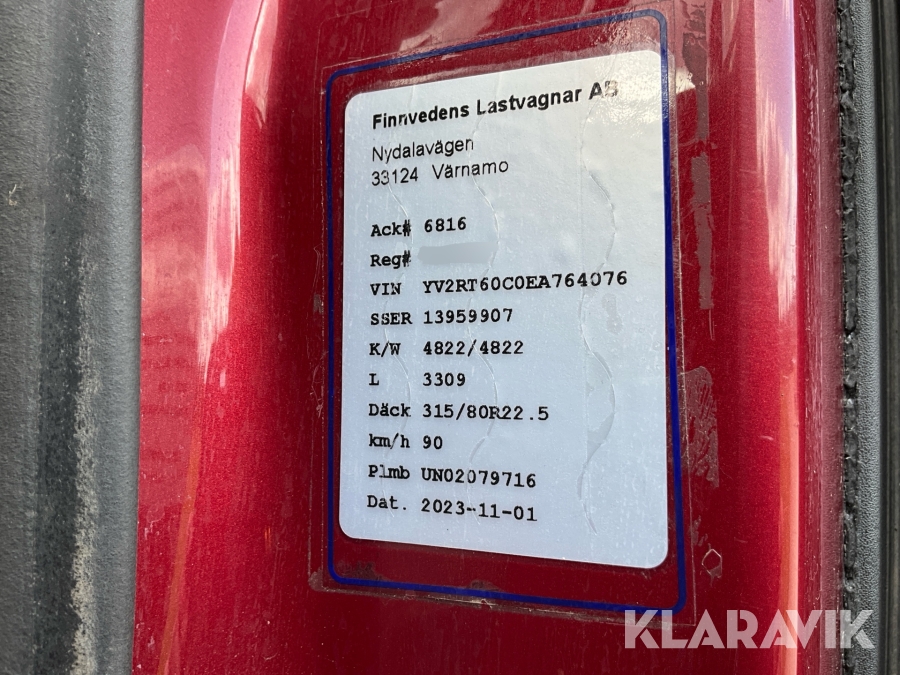 Finnvedens Lastvagnar AB
Nydalavägen
33124 Värnamo
Ack# 6816
Reg#
VIN YV2RT60C0EA764076
SSER 13959907
K/W 4822/4822
L 3309
Däck 315/80R22.5
km/h 90
Plmb UN02079716
Dat. 2023-11-01
KLARAVIK